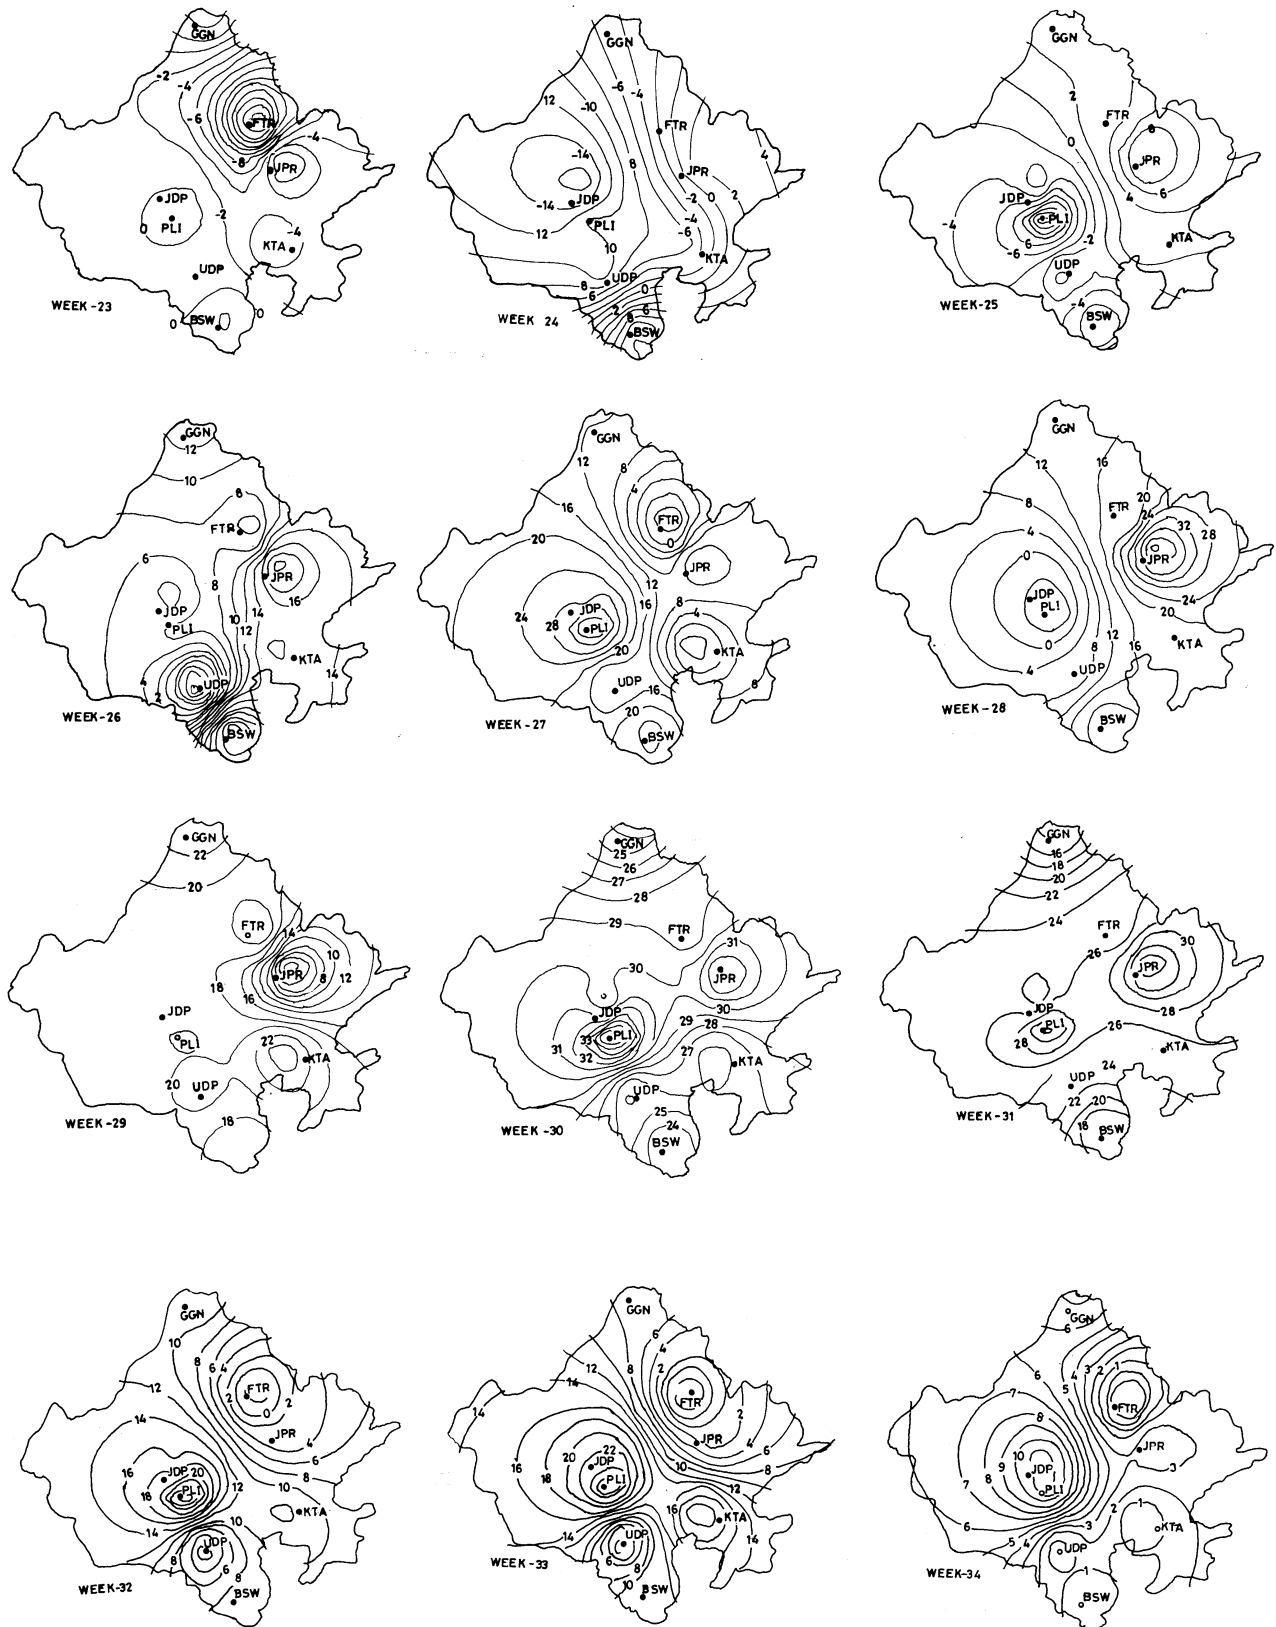 GGN
-2
-4
-6
FTR
-4
-8
JPR
JDP
-2
0
PLI
-4
KTA
UDP
WEEK-23
0
BSW
0
GGN
-6
-4
12
-10
FTR
-14
8
4
JPR
2
0
-14
JDP
-2
12
PLI
-4
-6
10
KTA
8
UDP
6
0
2
6
8
WEEK 24
BSW
GGN
2
FTR
0
8
JPR
6
4
JDP
-4
PLI
6
-2
KTA
-6
UDP
-4
WEEK-25
BSW
GGN
12
10
8
FTR
6
8
JPR
16
JDP
14
10
PLI
12
KTA
4
2
UDP
14
WEEK-26
BSW
GGN
12
8
4
16
FTR
20
0
JPR
12
16
8
24
JDP
4
28
PLI
20
KTA
UDP
16
8
20
WEEK-27
BSW
GGN
12
16
8
20
FTR
24
4
32
28
0
JPR
JDP
24
PLI
20
12
KTA
0
8
16
4
UDP
WEEK-28
BSW
GGN
22
20
FTR
14
10
JPR
8
12
18
16
JDP
PLI
22
KTA
20
UDP
18
WEEK-29
GGN
25
26
27
28
29
FTR
31
30
JPR
30
JDP
29
28
33
PLI
31
32
27
KTA
UDP
25
24
WEEK-30
BSW
GGN
16
18
20
22
24
FTR
30
26
JPR
28
JDP
PLI
26
28
KTA
24
UDP
22
20
18
WEEK-31
BSW
GGN
10
8
6
4
12
FTR
2
2
14
0
JPR
4
6
16
JDP
20
8
12
18
PLI
10
KTA
14
10
UDP
8
6
8
WEEK-32
BSW
GGN
6
4
12
8
2
14
14
FTR
2
JPR
4
22
20
6
16
JDP
10
8
18
PLI
12
16
KTA
14
UDP
14
6
8
WEEK-33
10
BSW
GGN
6
6
3
2
1
4
7
5
FTR
8
JPR
10
9
JDP
3
7
8
PLI
2
1
6
3
KTA
5
4
UDP
1
WEEK-34
BSW